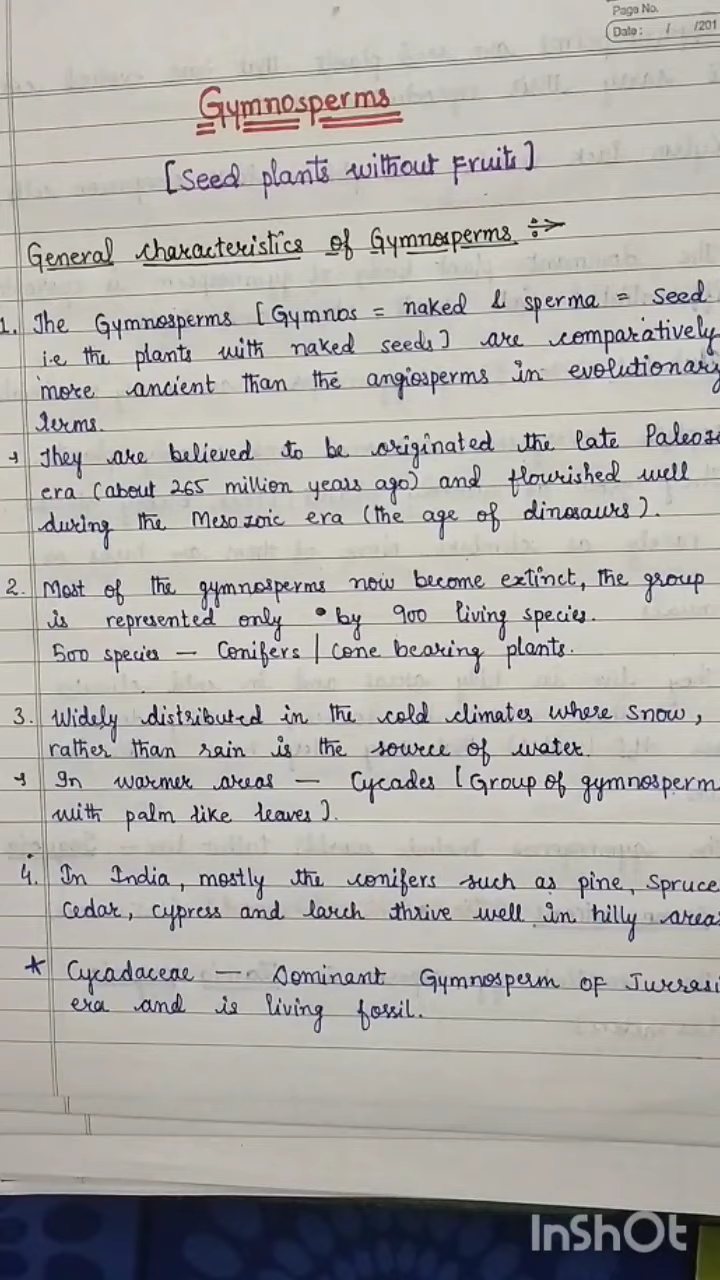 Page No.
Date: / /201
Gymnosperms
[Seed plants without fruits]
General characteristics of Gymnosperms ÷>
1. The Gymnosperms [Gymnos = naked & sperma = seed
i.e the plants with naked seeds] are comparatively
more ancient than the angiosperms in evolutionary
terms.
→ They are believed to be originated the late Paleozo
era (about 265 million years ago) and flourished well
during the Mesozoic era (the age of dinosaurs).
2. Most of the gymnosperms now become extinct, the group
is represented only by 900 living species.
500 species — Conifers / cone bearing plants.
3. Widely distributed in the cold climates where snow,
rather than rain is the source of water.
→ In warmer areas — Cycades [Group of gymnosperm
with palm like leaves].
4. In India, mostly the conifers such as pine, spruce
cedar, cypress and larch thrive well in hilly areas
* Cycadaceae — Dominant Gymnosperm of Jurrasi
era and is living fossil.
InShOt